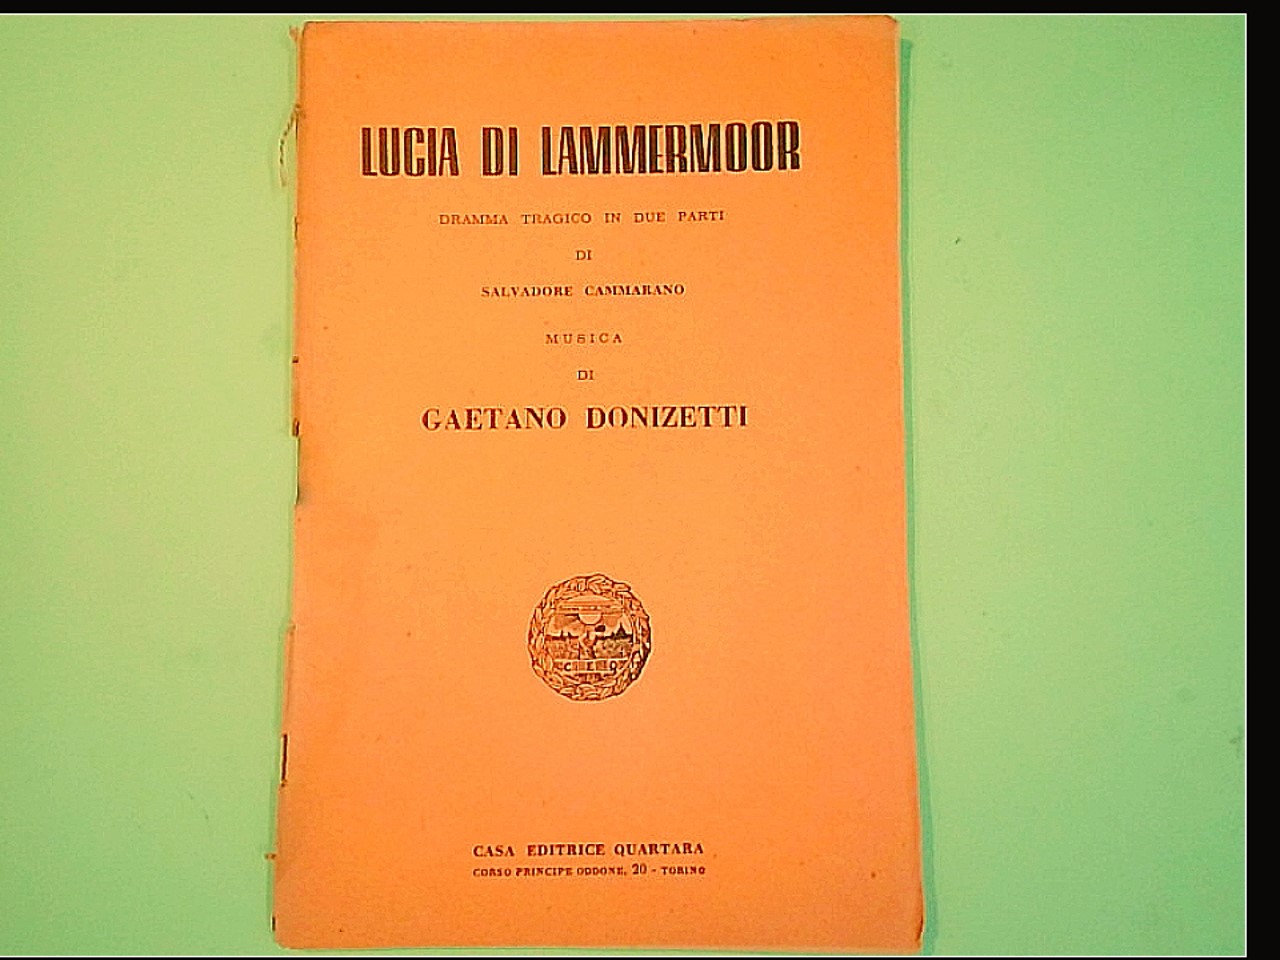 LUCIA DI LAMMERMOOR
DRAMMA TRAGICO IN DUE PARTI
DI
SALVADORE CAMMARANO
MUSICA
DI
GAETANO DONIZETTI
CASA EDITRICE QUARTARA
CORSO PRINCIPE ODDONE, 20 - TORINO